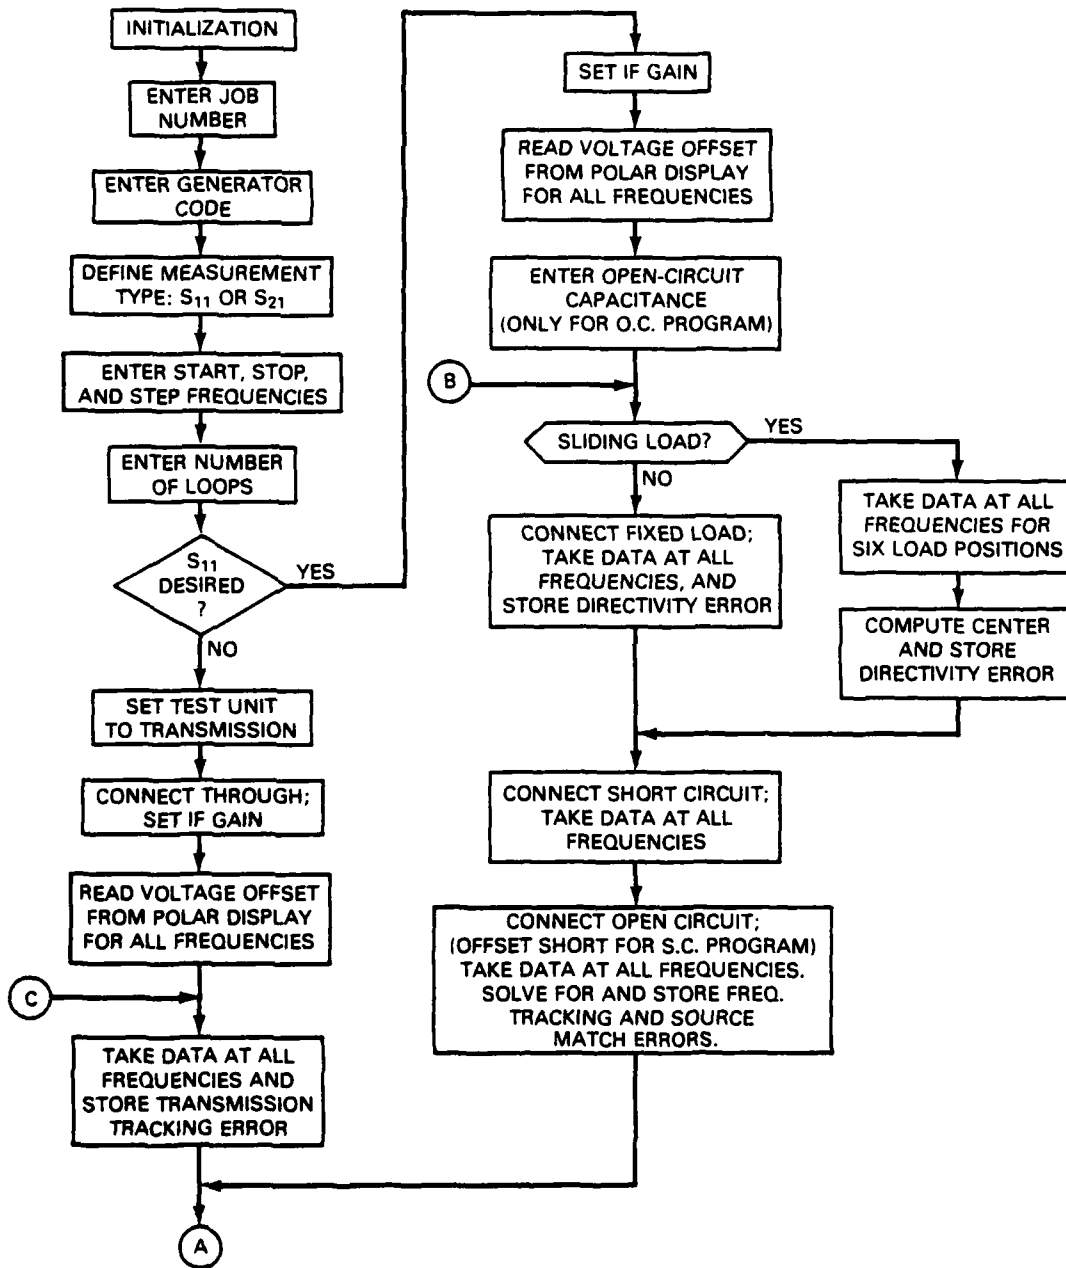 INITIALIZATION
ENTER JOB
NUMBER
ENTER GENERATOR
CODE
DEFINE MEASUREMENT
TYPE: S11 OR S21
ENTER START, STOP,
AND STEP FREQUENCIES
ENTER NUMBER
OF LOOPS
S11
DESIRED
?
YES
NO
SET TEST UNIT
TO TRANSMISSION
CONNECT THROUGH;
SET IF GAIN
READ VOLTAGE OFFSET
FROM POLAR DISPLAY
FOR ALL FREQUENCIES
C
TAKE DATA AT ALL
FREQUENCIES AND
STORE TRANSMISSION
TRACKING ERROR
A
SET IF GAIN
READ VOLTAGE OFFSET
FROM POLAR DISPLAY
FOR ALL FREQUENCIES
ENTER OPEN-CIRCUIT
CAPACITANCE
(ONLY FOR O.C. PROGRAM)
B
SLIDING LOAD?
YES
NO
CONNECT FIXED LOAD;
TAKE DATA AT ALL
FREQUENCIES, AND
STORE DIRECTIVITY ERROR
TAKE DATA AT ALL
FREQUENCIES FOR
SIX LOAD POSITIONS
COMPUTE CENTER
AND STORE
DIRECTIVITY ERROR
CONNECT SHORT CIRCUIT;
TAKE DATA AT ALL
FREQUENCIES
CONNECT OPEN CIRCUIT;
(OFFSET SHORT FOR S.C. PROGRAM)
TAKE DATA AT ALL FREQUENCIES.
SOLVE FOR AND STORE FREQ.
TRACKING AND SOURCE
MATCH ERRORS.